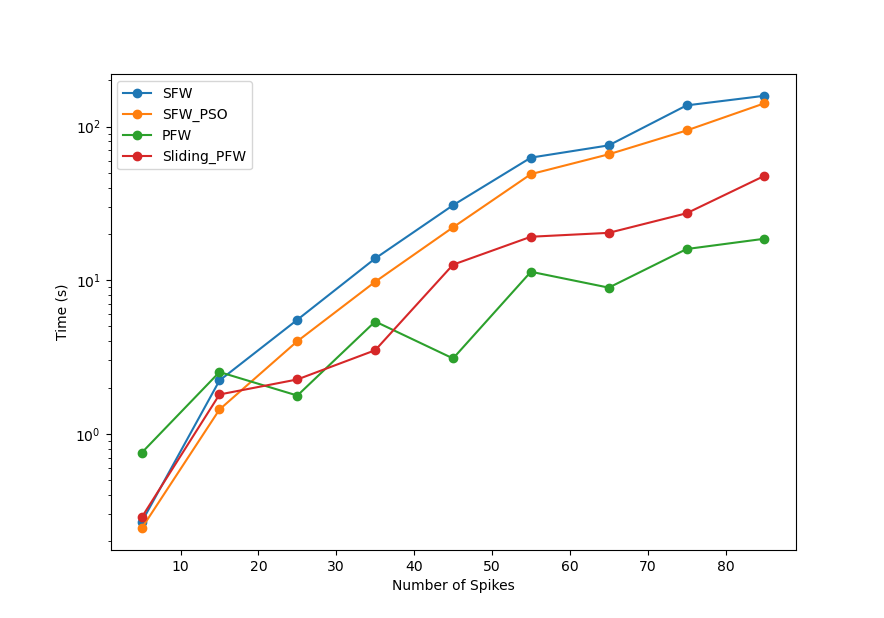 SFW
SFW_PSO
PFW
Sliding_PFW
10²
10¹
10⁰
Time (s)
10 20 30 40 50 60 70 80
Number of Spikes